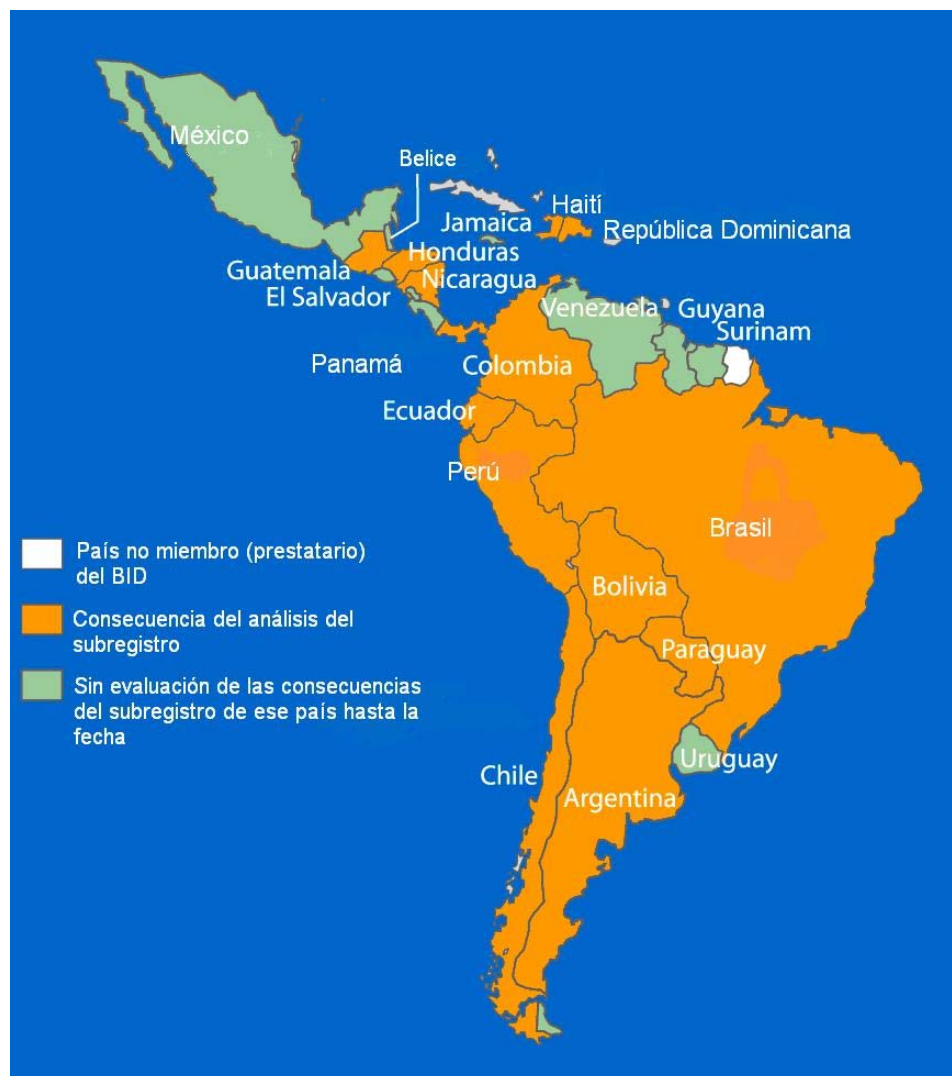 México
Belice
Haití
Jamaica
República Dominicana
Honduras
Guatemala
Nicaragua
El Salvador
Venezuela
Guyana
Surinam
Panamá
Colombia
Ecuador
Perú
Brasil
País no miembro (prestatario)
del BID
Bolivia
Consecuencia del análisis del
subregistro
Paraguay
Sin evaluación de las consecuencias
del subregistro de ese país hasta la
fecha
Uruguay
Chile
Argentina